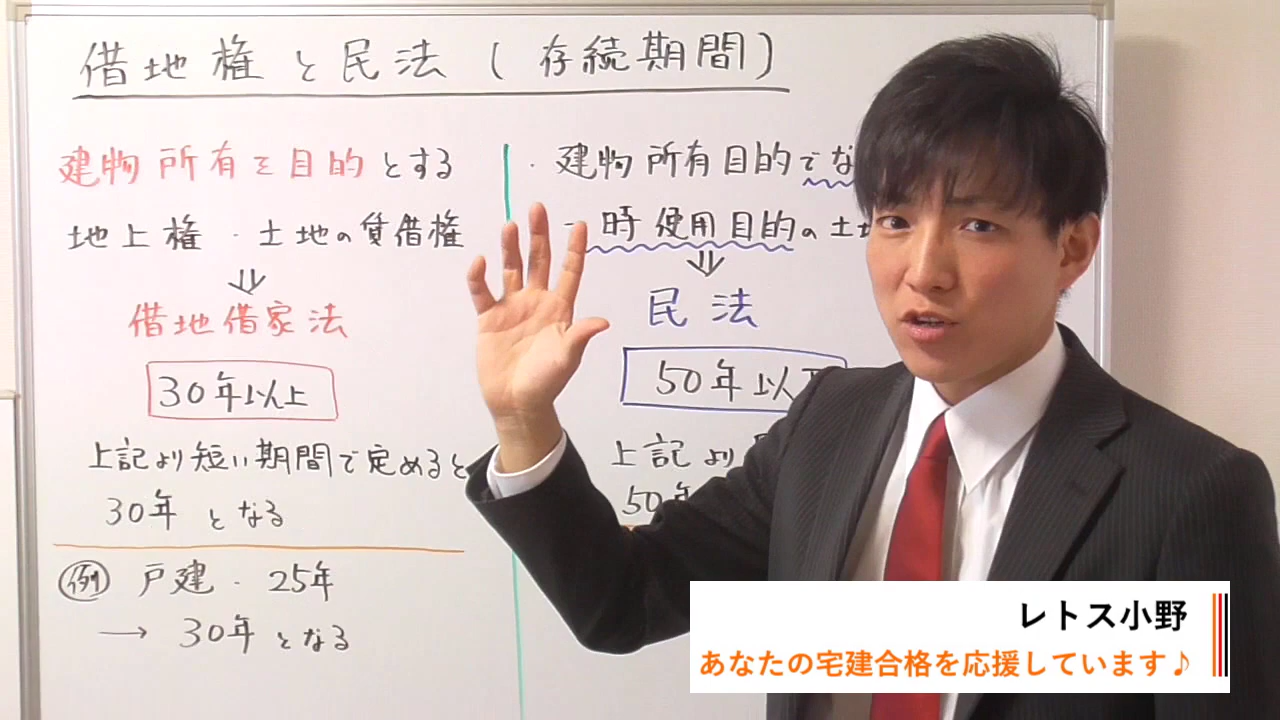 借地権と民法（存続期間）
建物所有を目的とする
地上権・土地の賃借権
⇓
借地借家法
30年以上
上記より短い期間で定めると
30年となる
例 戸建・25年
→ 30年となる
・建物所有目的でな
一時使用目的の土地
⇓
民法
50年以下
上記より
50年
レトス小野
あなたの宅建合格を応援しています♪